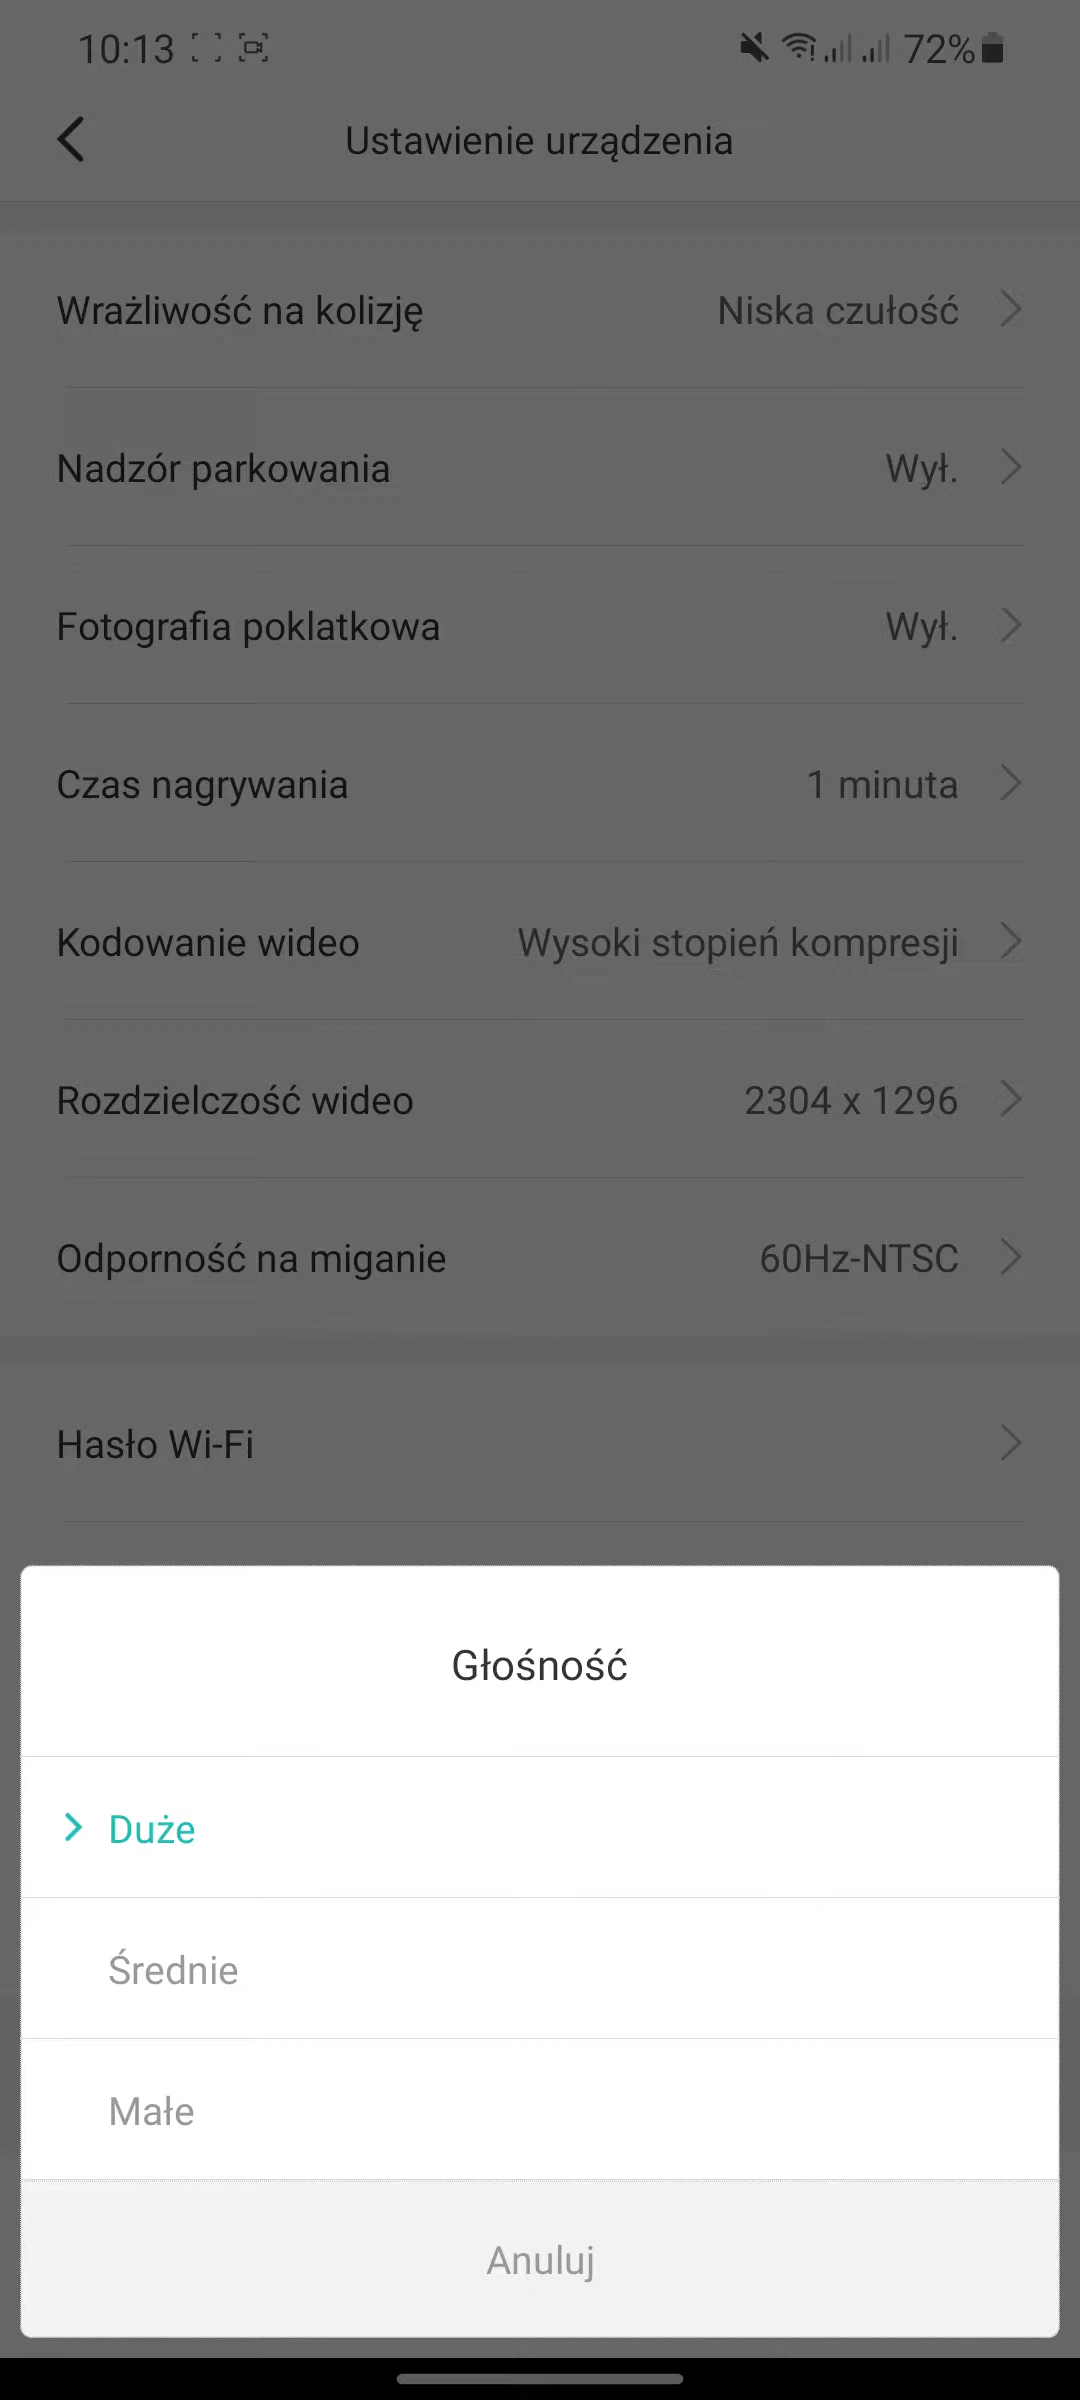 10:13 72%
Ustawienie urządzenia
Wrażliwość na kolizję Niska czułość
Nadzór parkowania Wył.
Fotografia poklatkowa Wył.
Czas nagrywania 1 minuta
Kodowanie wideo Wysoki stopień kompresji
Rozdzielczość wideo 2304 x 1296
Odporność na miganie 60Hz-NTSC
Hasło Wi-Fi
Głośność
Duże
Średnie
Małe
Anuluj